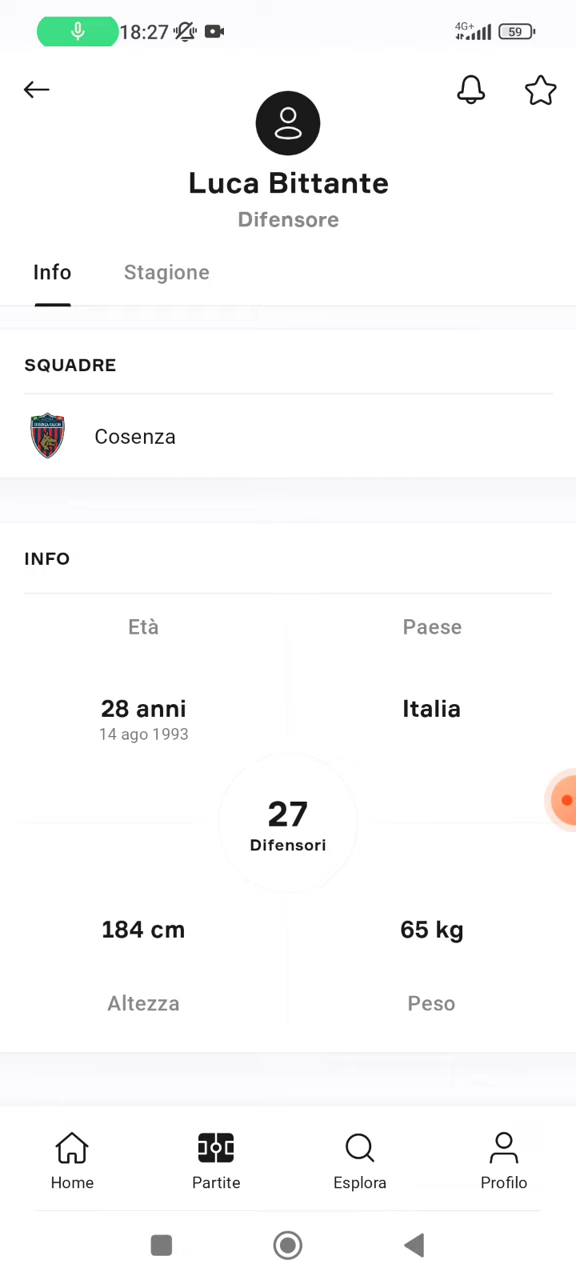 18:27
4G+
59
Luca Bittante
Difensore
Info
Stagione
SQUADRE
Cosenza
INFO
Età
Paese
28 anni
Italia
14 ago 1993
27
Difensori
184 cm
65 kg
Altezza
Peso
Home
Partite
Esplora
Profilo